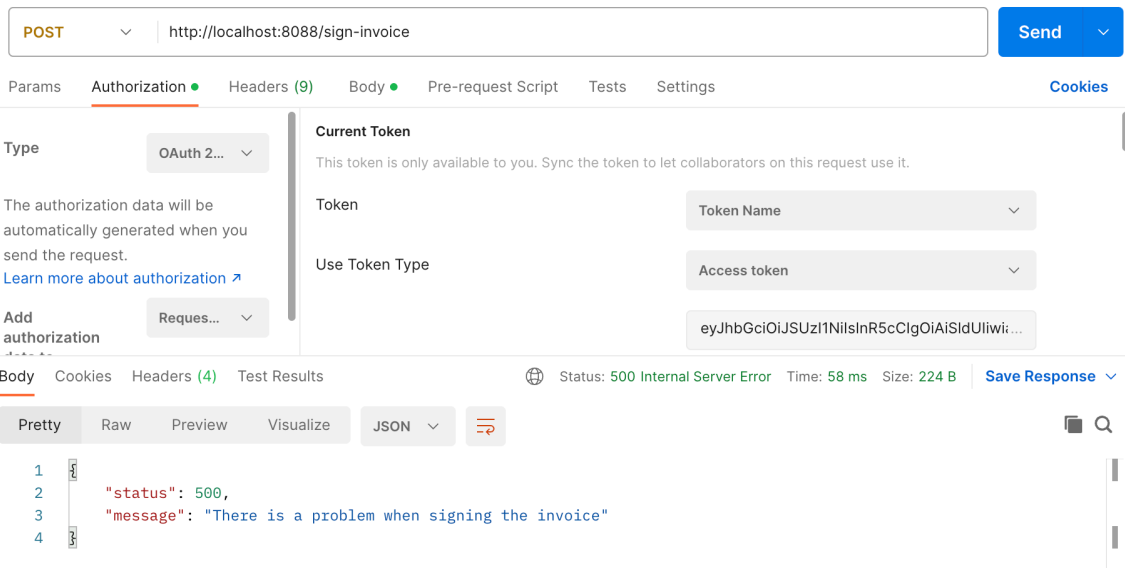 POST
http://localhost:8088/sign-invoice
Send
Params Authorization Headers (9) Body Pre-request Script Tests Settings Cookies
Type
OAuth 2...
The authorization data will be
automatically generated when you
send the request.
Learn more about authorization ↗
Add
authorization
Reques...
Current Token
This token is only available to you. Sync the token to let collaborators on this request use it.
Token
Token Name
Use Token Type
Access token
Body Cookies Headers (4) Test Results
Status: 500 Internal Server Error Time: 58 ms Size: 224 B Save Response
Pretty Raw Preview Visualize JSON
1 {
2 "status": 500,
3 "message": "There is a problem when signing the invoice"
4 }